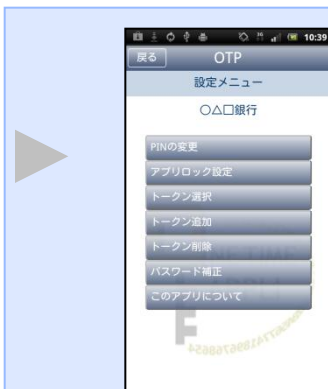 10:39
戻る OTP
設定メニュー
○△□銀行
PINの変更
アプリロック設定
トークン選択
トークン追加
トークン削除
パスワード補正
このアプリについて